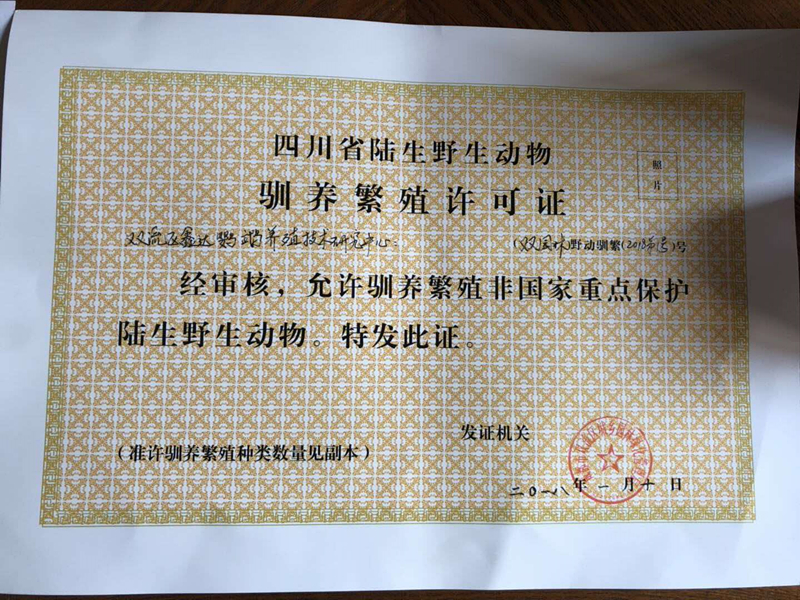 四川省陆生野生动物
照片
驯养繁殖许可证
双流区鑫达鹦鹉养殖技术研究中心：
野动驯繁(2018第1号)号
经审核，允许驯养繁殖非国家重点保护
陆生野生动物。特发此证。
发证机关
（准许驯养繁殖种类数量见副本）
二〇一八年一月十日